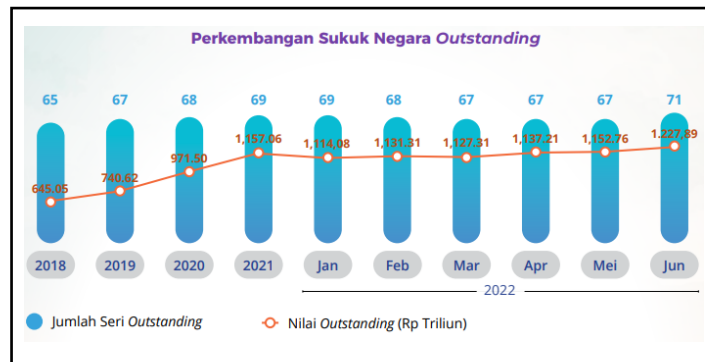 Perkembangan Sukuk Negara Outstanding
65 67 68 69 69 68 67 67 67 71
645.05 740.62 971.50 1,157.06 1,114,08 1,131.31 1,127.31 1,137.21 1,152.76 1.227,89
2018 2019 2020 2021 Jan Feb Mar Apr Mei Jun
2022
Jumlah Seri Outstanding Nilai Outstanding (Rp Triliun)